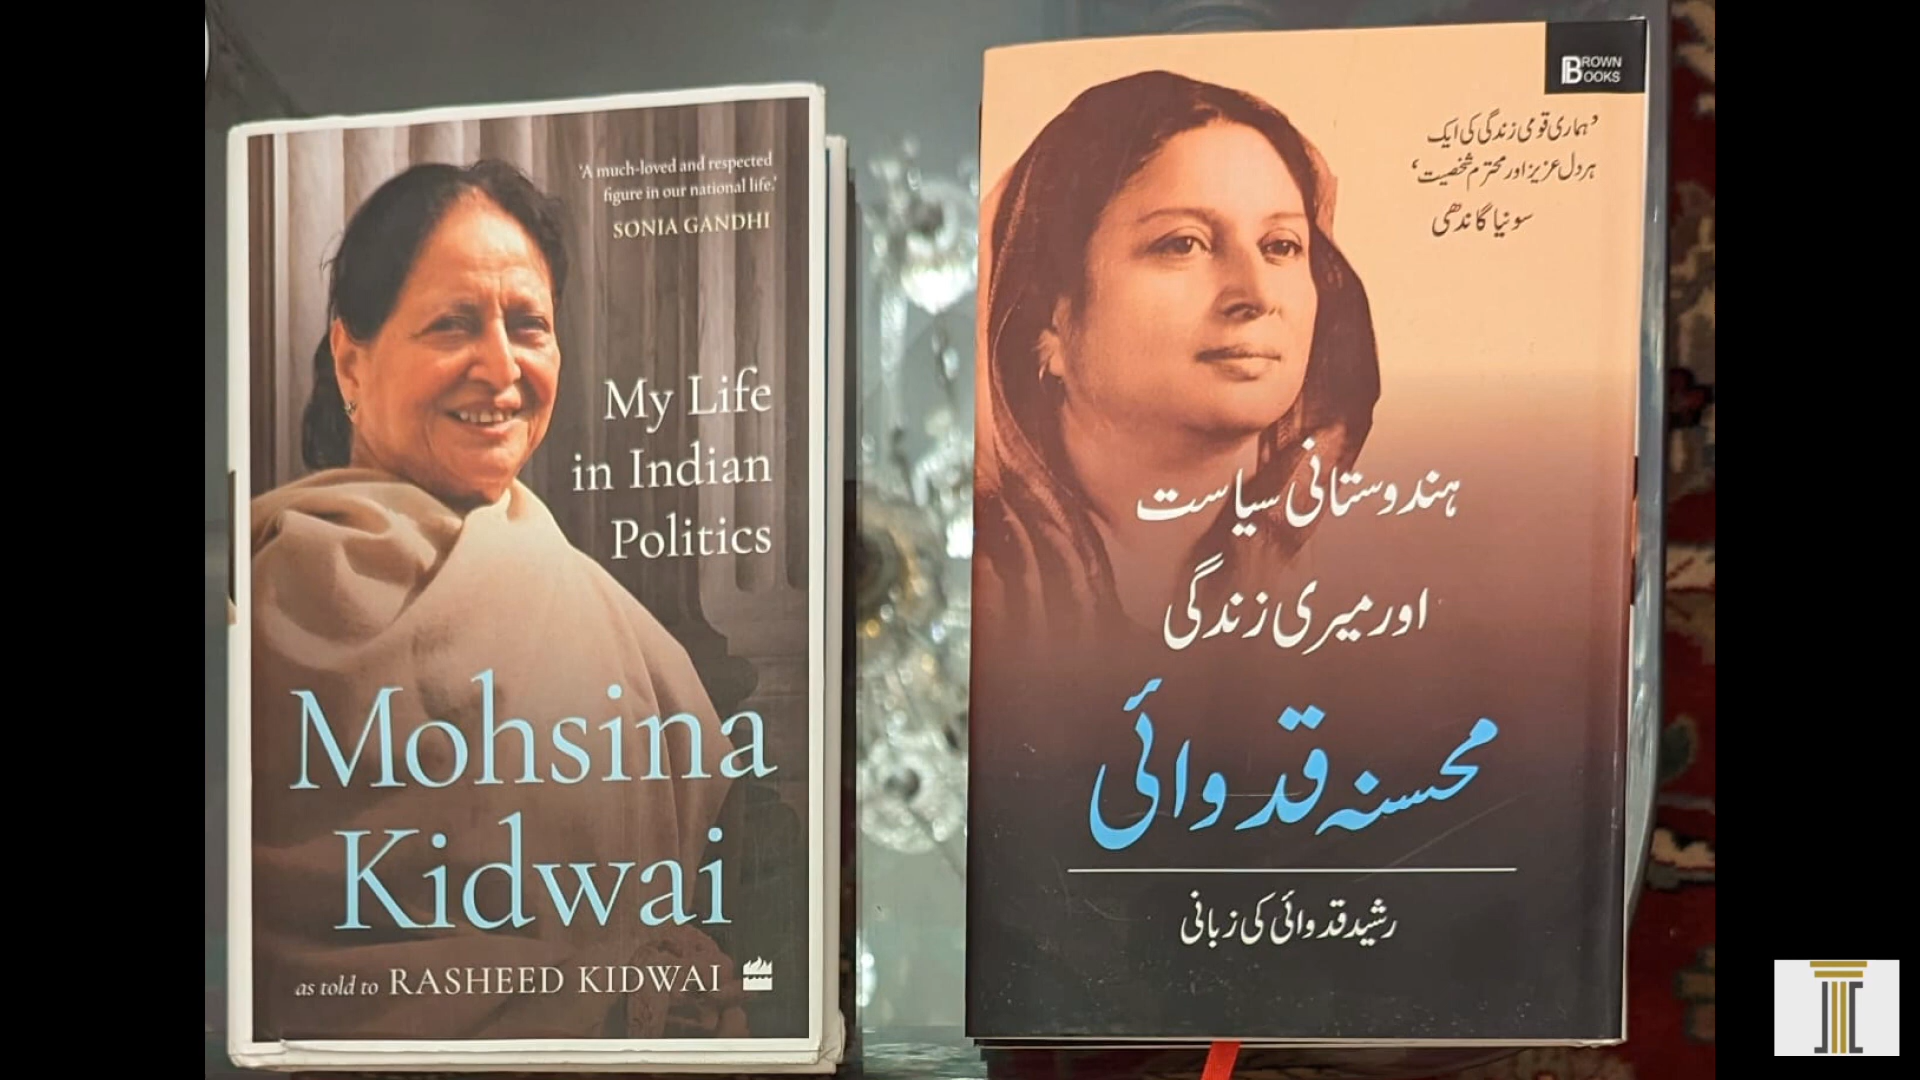 'A much-loved and respected
figure in our national life.'
SONIA GANDHI
My Life
in Indian
Politics
Mohsina
Kidwai
as told to RASHEED KIDWAI
BROWN
BOOKS
’ہماری قومی زندگی کی ایک
ہردل عزیز اور محترم شخصیت‘
سونیا گاندھی
ہندوستانی سیاست
اور میری زندگی
محسنہ قدوائی
رشید قدوائی کی زبانی